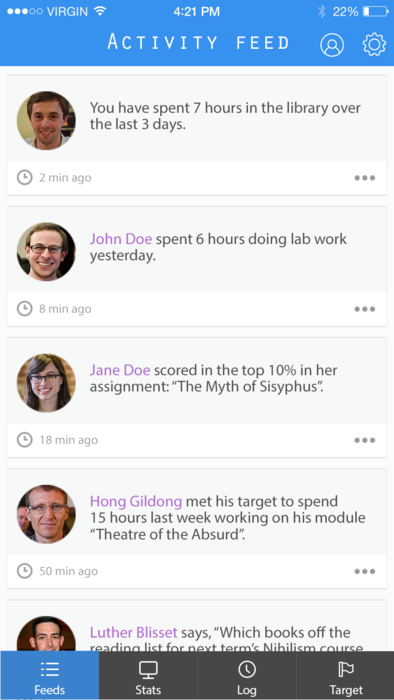 VIRGIN
4:21 PM
22%
ACTIVITY FEED
You have spent 7 hours in the library over
the last 3 days.
2 min ago
John Doe spent 6 hours doing lab work
yesterday.
8 min ago
Jane Doe scored in the top 10% in her
assignment: “The Myth of Sisyphus”.
18 min ago
Hong Gildong met his target to spend
15 hours last week working on his module
“Theatre of the Absurd”.
50 min ago
Luther Blisset says, “Which books off the
reading list for next term’s Nihilism course
Feeds
Stats
Log
Target